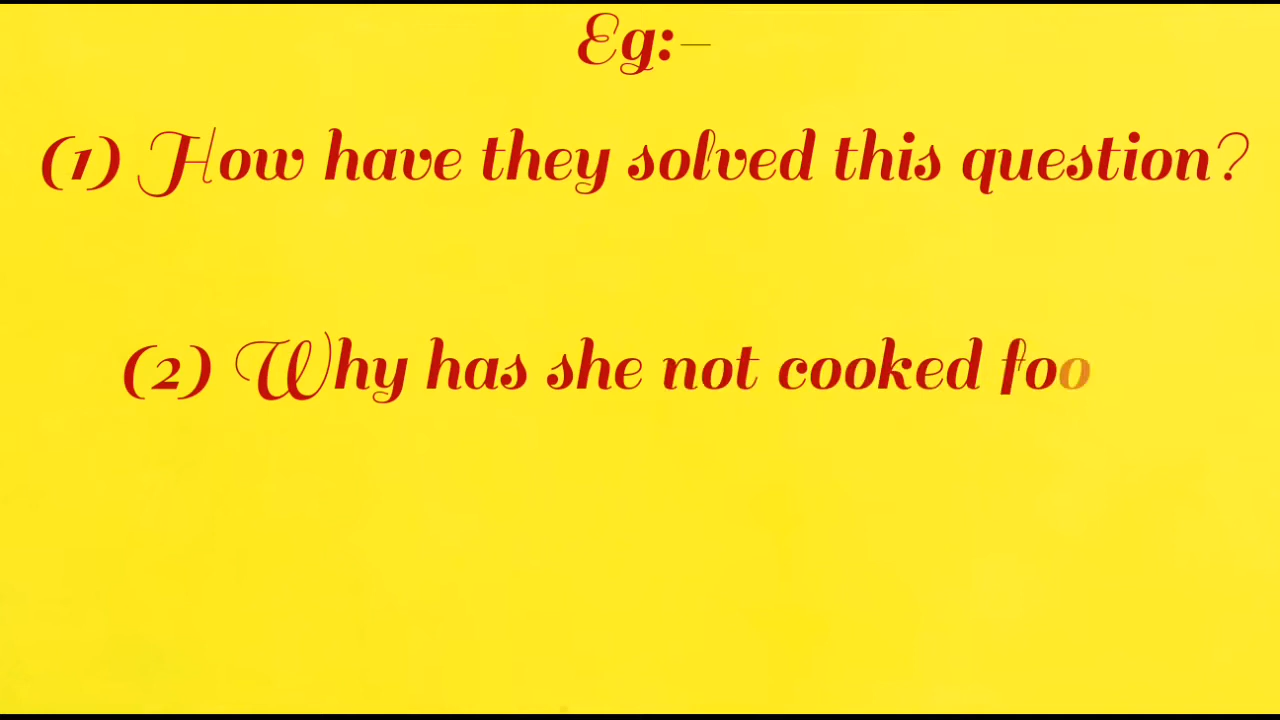 Eg:-
(1) How have they solved this question?
(2) Why has she not cooked foo